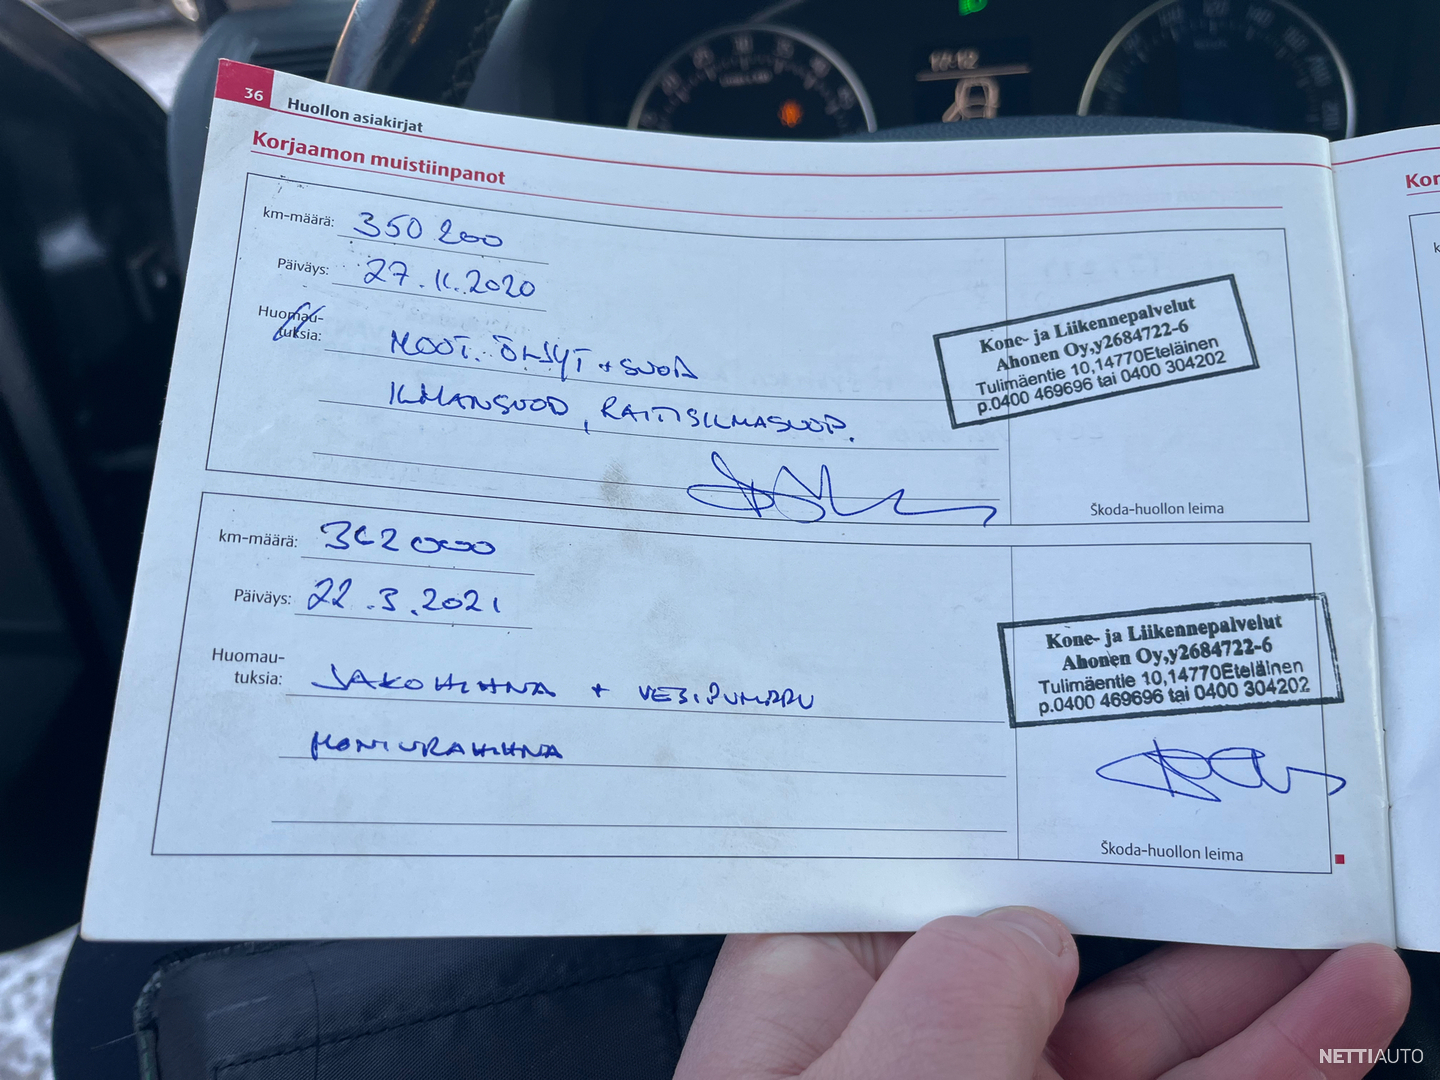 36 Huollon asiakirjat
Korjaamon muistiinpanot
km-määrä: 350 200
Päiväys: 27.11.2020
Huomau-
tuksia: MOOT. ÖLJYT + SUOD
ILMANSUOD, RAITISILMASUOD.
Kone- ja Liikennepalvelut
Ahonen Oy,y2684722-6
Tulimäentie 10,14770Eteläinen
p.0400 469696 tai 0400 304202
Škoda-huollon leima
km-määrä: 362 000
Päiväys: 22.3.2021
Huomau-
tuksia: JAKOHIHNA + VESIPUMPPU
MONIURAHIHNA
Kone- ja Liikennepalvelut
Ahonen Oy,y2684722-6
Tulimäentie 10,14770Eteläinen
p.0400 469696 tai 0400 304202
Škoda-huollon leima
Kor
NETTIAUTO